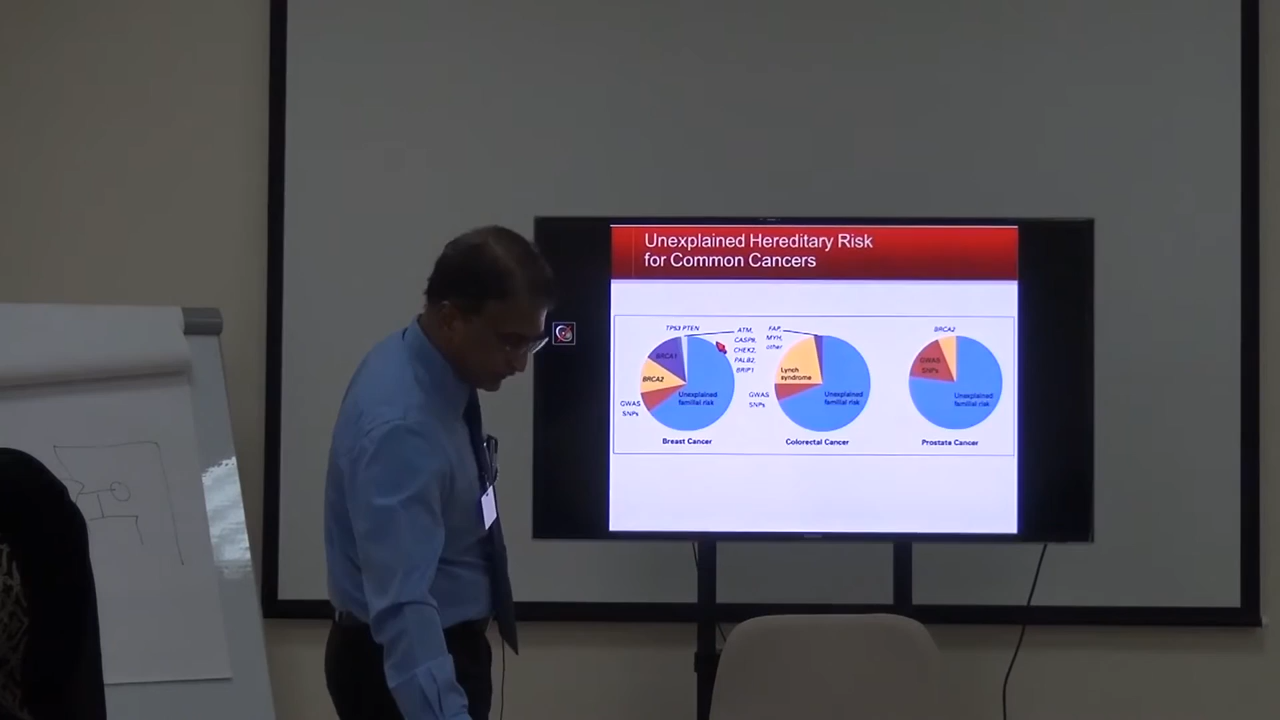 Unexplained Hereditary Risk
for Common Cancers
TP53 PTEN
ATM,
CASP8,
CHEK2,
PALB2,
BRIP1
BRCA1
BRCA2
GWAS
SNPs
Unexplained
familial risk
Breast Cancer
FAP,
MYH,
other
Lynch
syndrome
GWAS
SNPs
Unexplained
familial risk
Colorectal Cancer
BRCA2
GWAS
SNPs
Unexplained
familial risk
Prostate Cancer